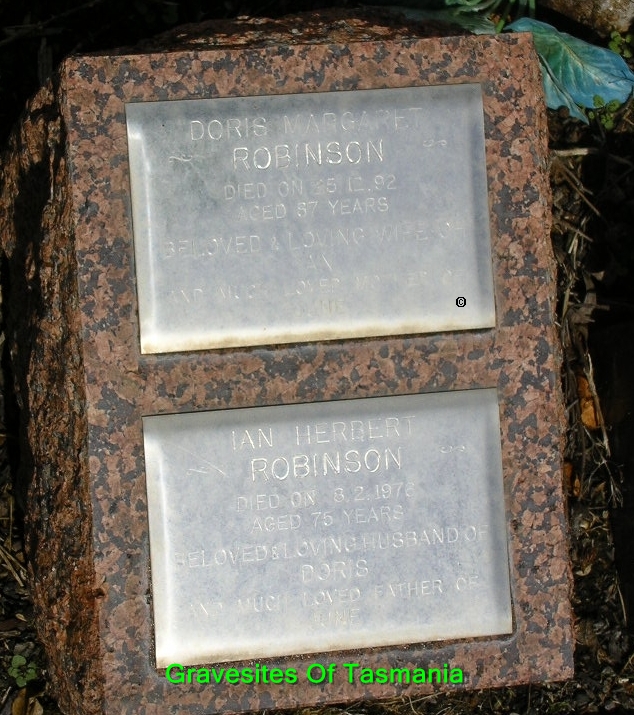 DORIS MARGARET
ROBINSON
DIED ON 25.12.92
AGED 87 YEARS
BELOVED & LOVING WIFE OF
IAN
AND MUCH LOVED MOTHER OF
©
IAN HERBERT
ROBINSON
DIED ON 8.2.1976
AGED 75 YEARS
BELOVED & LOVING HUSBAND OF
DORIS
AND MUCH LOVED FATHER OF
Gravesites Of Tasmania